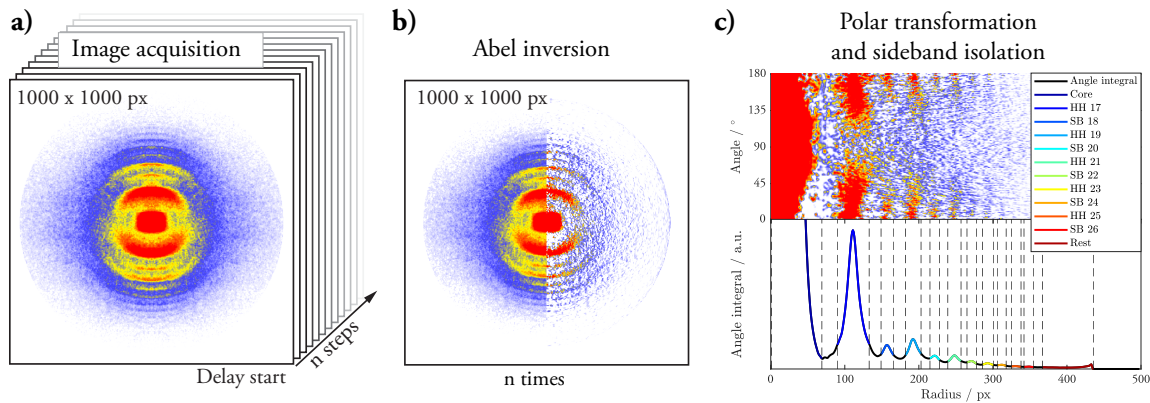 a)
Image acquisition
1000 x 1000 px
Delay start
n steps
b)
Abel inversion
1000 x 1000 px
n times
c)
Polar transformation
and sideband isolation
Angle / °
180
135
90
45
0
Angle integral
Core
HH 17
SB 18
HH 19
SB 20
HH 21
SB 22
HH 23
SB 24
HH 25
SB 26
Rest
Angle integral / a.u.
0
100
200
300
400
500
Radius / px